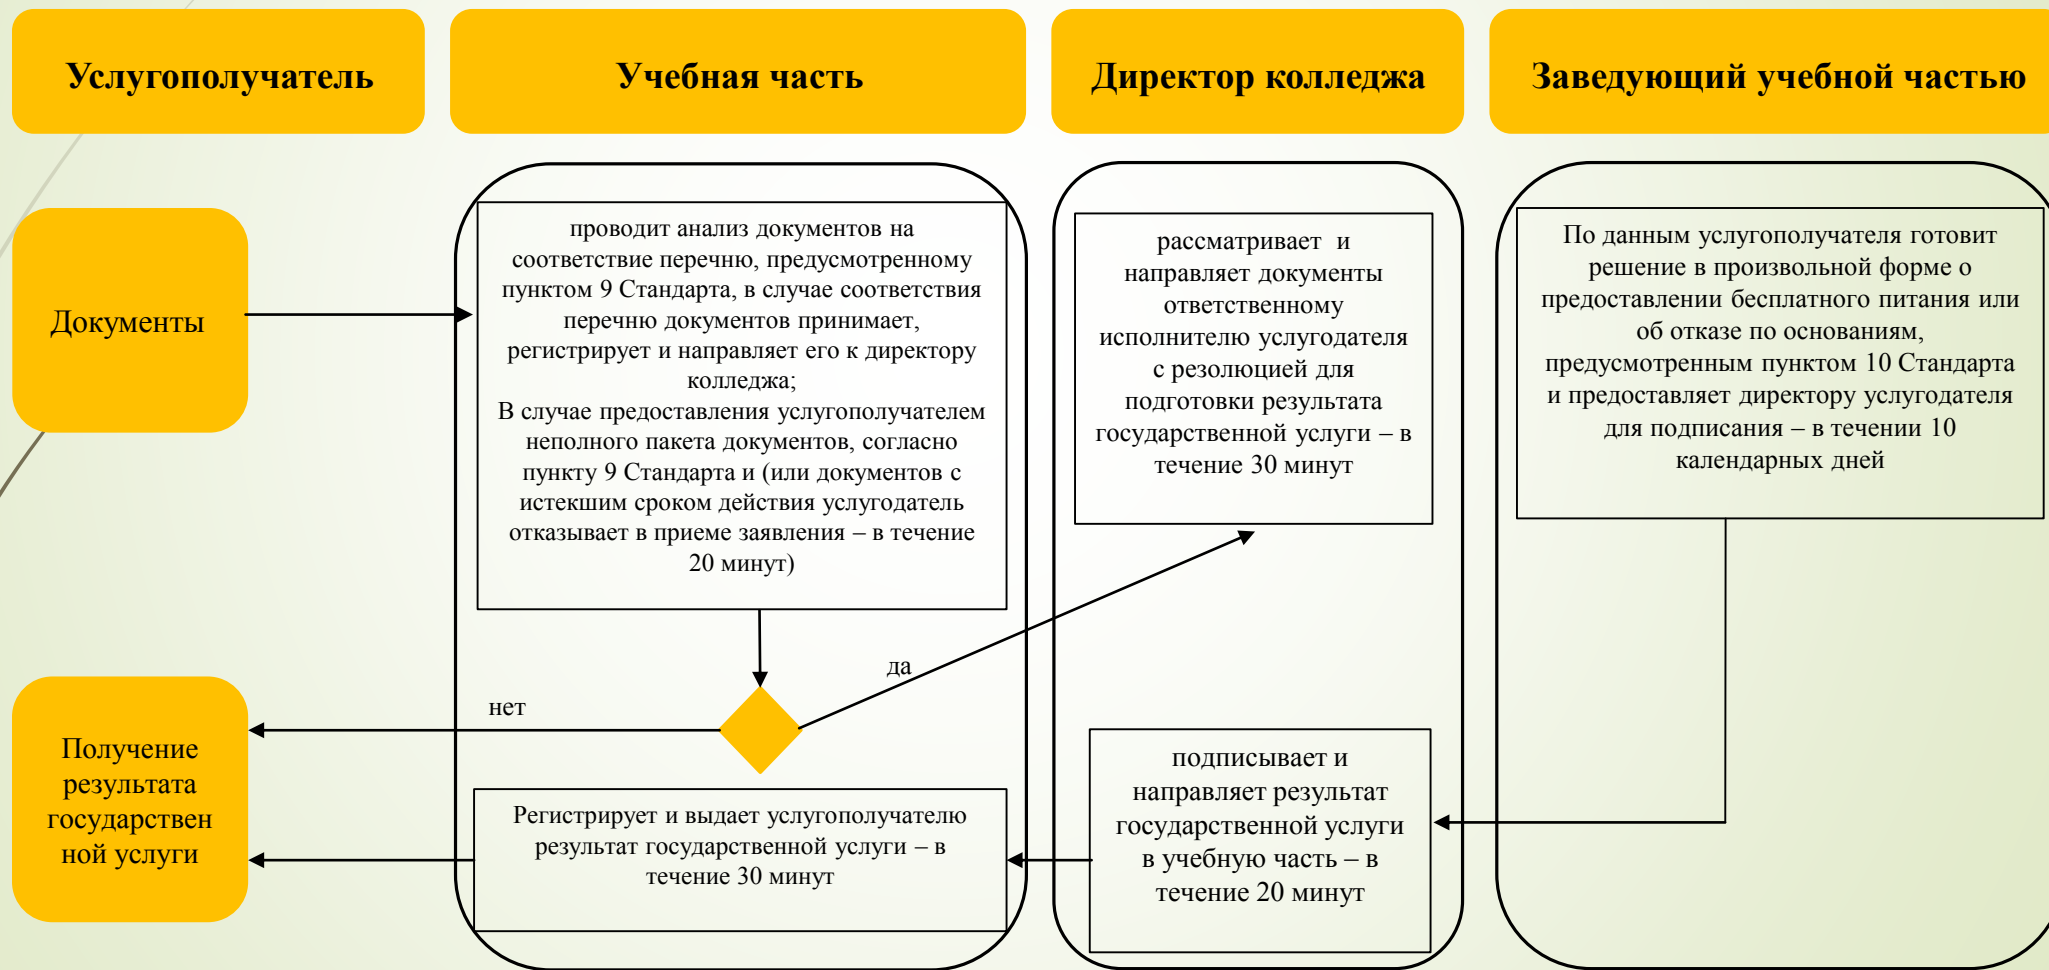 Услугополучатель
Учебная часть
Директор колледжа
Заведующий учебной частью
Документы
проводит анализ документов на
соответствие перечню, предусмотренному
пунктом 9 Стандарта, в случае соответствия
перечню документов принимает,
регистрирует и направляет его к директору
колледжа;
В случае предоставления услугополучателем
неполного пакета документов, согласно
пункту 9 Стандарта и (или документов с
истекшим сроком действия услугодатель
отказывает в приеме заявления – в течение
20 минут)
рассматривает и
направляет документы
ответственному
исполнителю услугодателя
с резолюцией для
подготовки результата
государственной услуги – в
течение 30 минут
По данным услугополучателя готовит
решение в произвольной форме о
предоставлении бесплатного питания или
об отказе по основаниям,
предусмотренным пунктом 10 Стандарта
и предоставляет директору услугодателя
для подписания – в течении 10
календарных дней
да
нет
Получение
результата
государствен
ной услуги
Регистрирует и выдает услугополучателю
результат государственной услуги – в
течение 30 минут
подписывает и
направляет результат
государственной услуги
в учебную часть – в
течение 20 минут